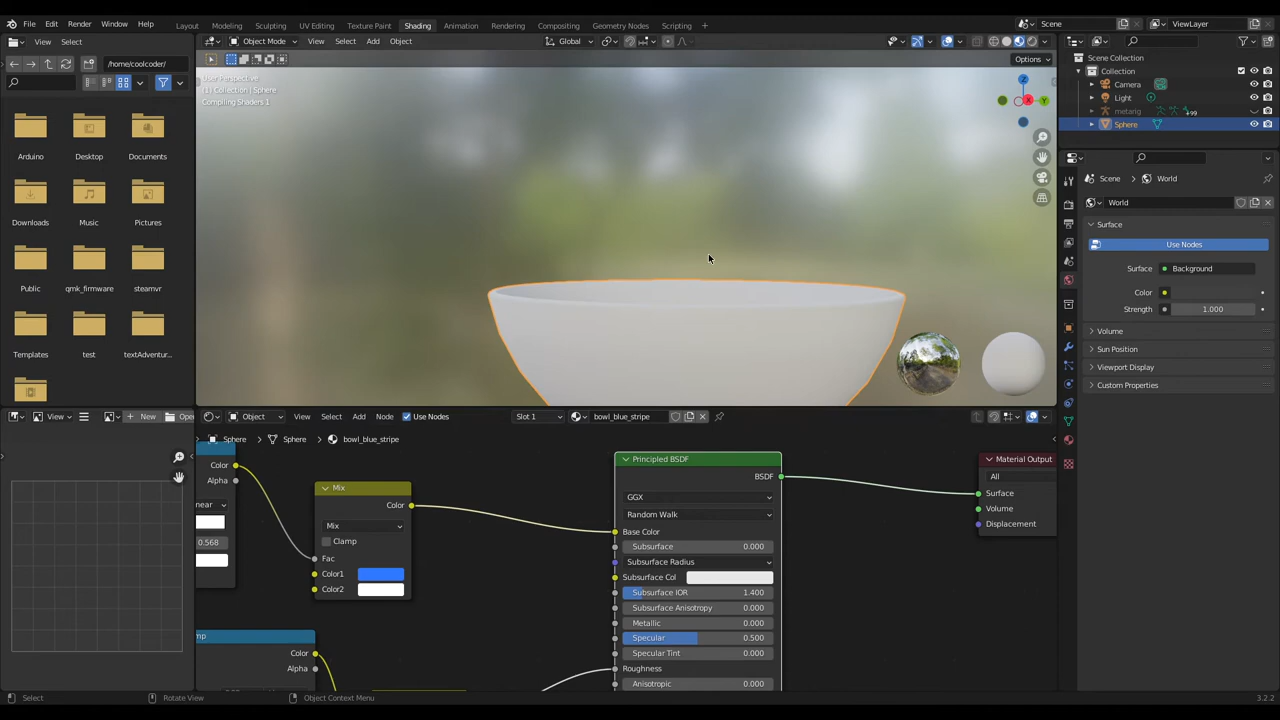 File Edit Render Window Help
Layout Modeling Sculpting UV Editing Texture Paint Shading Animation Rendering Compositing Geometry Nodes Scripting +
Scene
ViewLayer
View Select
Object Mode View Select Add Object
Global
Options
/home/coolcoder/
Arduino Desktop Documents
Downloads Music Pictures
Public qmk_firmware steamvr
Templates test textAdventur...
User Perspective
(1) Collection | Sphere
Compiling Shaders 1
Z
X
Y
Scene Collection
Collection
Camera
Light
metarig
99
Sphere
Scene World
World
Surface
Use Nodes
Surface Background
Color
Strength 1.000
Volume
Sun Position
Viewport Display
Custom Properties
View
New
Open
Object View Select Add Node Use Nodes
Slot 1
bowl_blue_stripe
Sphere Sphere bowl_blue_stripe
Color
Alpha
near
0.568
Mix
Color
Mix
Clamp
Fac
Color1
Color2
mp
Color
Alpha
Principled BSDF
BSDF
GGX
Random Walk
Base Color
Subsurface 0.000
Subsurface Radius
Subsurface Col
Subsurface IOR 1.400
Subsurface Anisotropy 0.000
Metallic 0.000
Specular 0.500
Specular Tint 0.000
Roughness
Anisotropic 0.000
Material Output
All
Surface
Volume
Displacement
Select
Rotate View
Object Context Menu
3.2.2